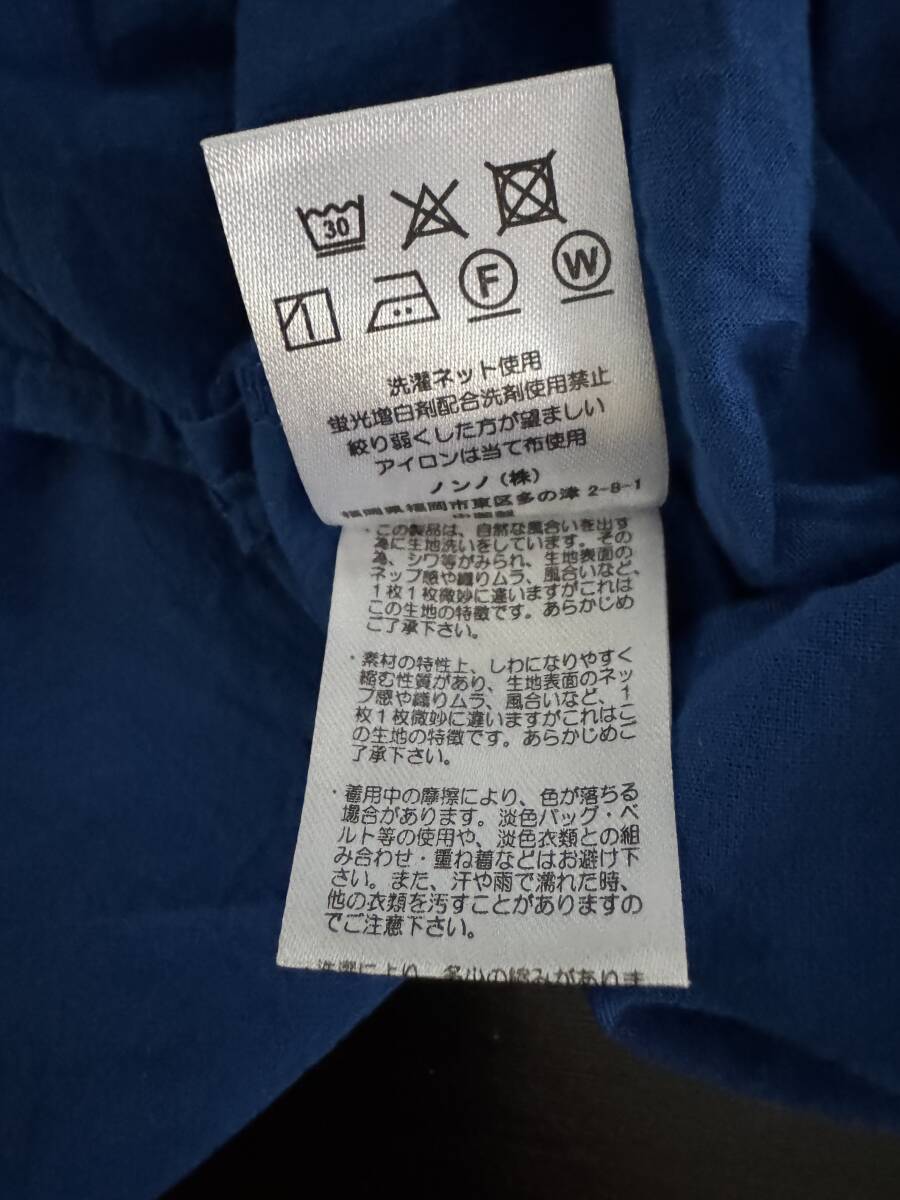 30
F W
洗濯ネット使用
蛍光増白剤配合洗剤使用禁止
絞り弱くした方が望ましい
アイロンは当て布使用
ノンノ(株)
福岡県福岡市東区多の津 2-8-1
・この製品は、自然な風合いを出す
為に生地洗いをしています。その
為、シワ等がみられ、生地表面の
ネップ感や織りムラ、風合いなど、
1枚1枚微妙に違いますがこれは
この生地の特徴です。あらかじめ
ご了承下さい。
・素材の特性上、しわになりやすく
縮む性質があり、生地表面のネッ
プ感や織りムラ、風合いなど、1
枚1枚微妙に違いますがこれはこ
の生地の特徴です。あらかじめご
了承下さい。
・着用中の摩擦により、色が落ちる
場合があります。淡色バッグ・ベ
ルト等の使用や、淡色衣類との組
み合わせ・重ね着などはお避け下
さい。また、汗や雨で濡れた時、
他の衣類を汚すことがありますの
でご注意下さい。
・洗濯により、多少の縮みがありま